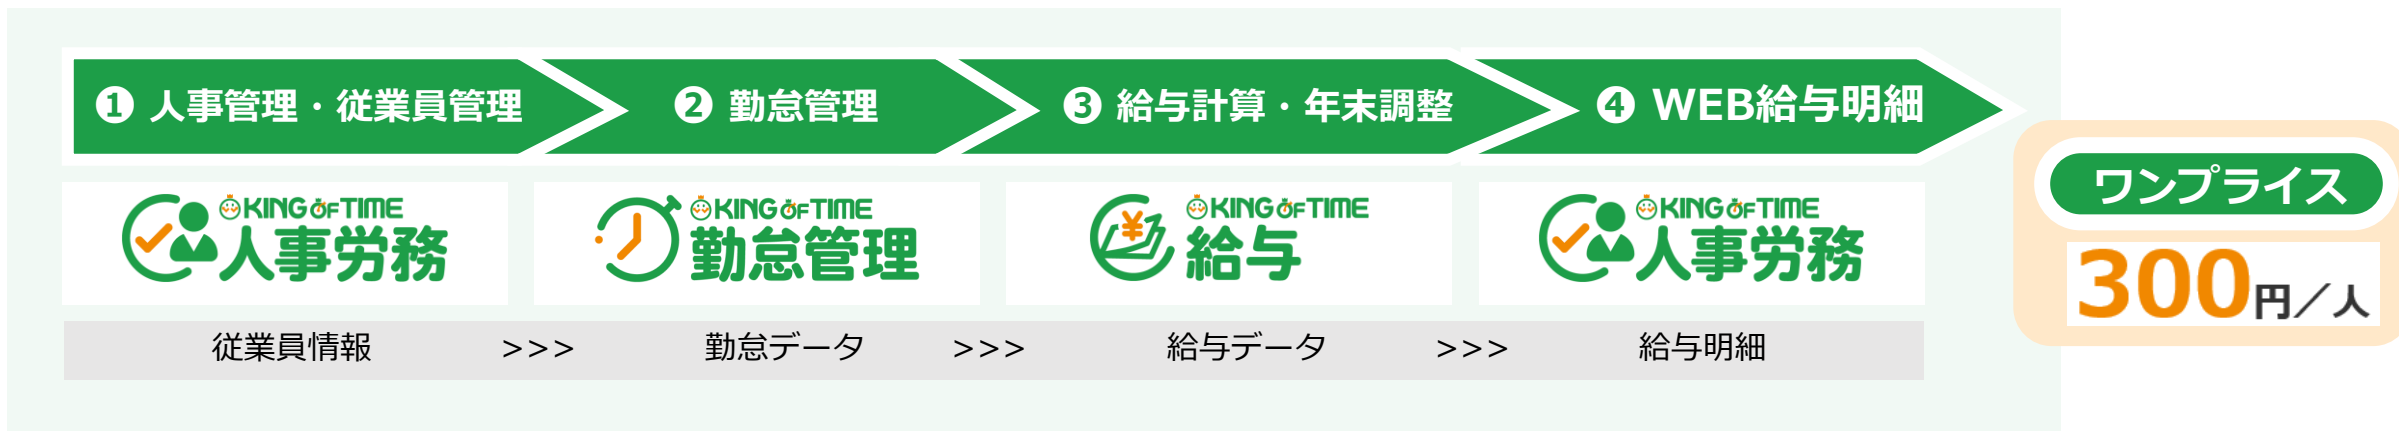 ❶ 人事管理・従業員管理
❷ 勤怠管理
❸ 給与計算・年末調整
❹ WEB給与明細
KING OF TIME
人事労務
KING OF TIME
勤怠管理
KING OF TIME
給与
KING OF TIME
人事労務
従業員情報 >>> 勤怠データ >>> 給与データ >>> 給与明細
ワンプライス
300円／人